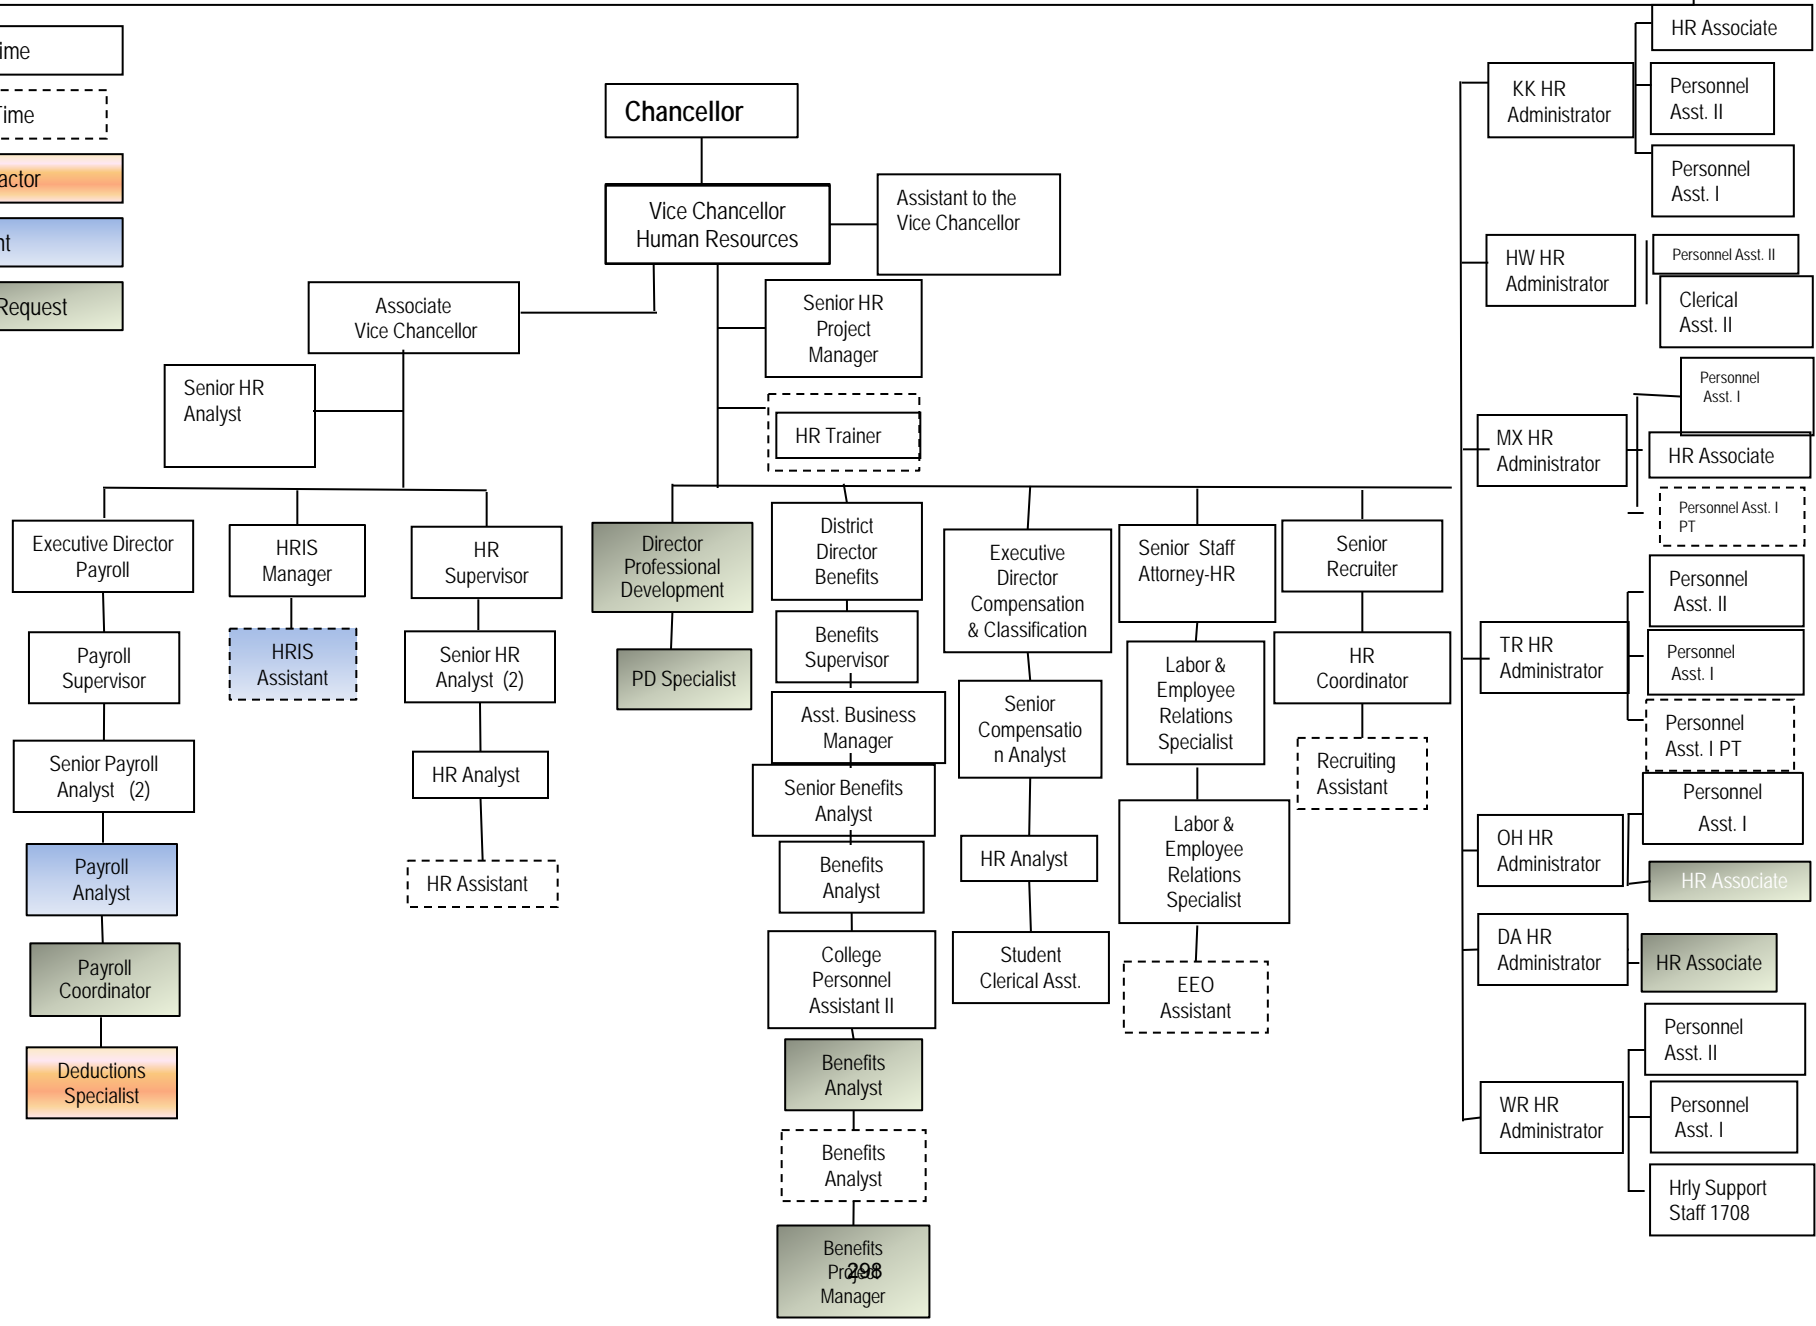 ime
Time
actor
nt
Request
Chancellor
Vice Chancellor
Human Resources
Assistant to the
Vice Chancellor
Associate
Vice Chancellor
Senior HR
Project
Manager
Senior HR
Analyst
HR Trainer
Executive Director
Payroll
Payroll
Supervisor
Senior Payroll
Analyst (2)
Payroll
Analyst
Payroll
Coordinator
Deductions
Specialist
HRIS
Manager
HRIS
Assistant
HR
Supervisor
Senior HR
Analyst (2)
HR Analyst
HR Assistant
Director
Professional
Development
PD Specialist
District
Director
Benefits
Benefits
Supervisor
Asst. Business
Manager
Senior Benefits
Analyst
Benefits
Analyst
College
Personnel
Assistant II
Benefits
Analyst
Benefits
Analyst
Benefits
Project
Manager
298
Executive
Director
Compensation
& Classification
Senior
Compensatio
n Analyst
HR Analyst
Student
Clerical Asst.
Senior Staff
Attorney-HR
Labor &
Employee
Relations
Specialist
Labor &
Employee
Relations
Specialist
EEO
Assistant
Senior
Recruiter
HR
Coordinator
Recruiting
Assistant
KK HR
Administrator
HR Associate
Personnel
Asst. II
Personnel
Asst. I
HW HR
Administrator
Personnel Asst. II
Clerical
Asst. II
MX HR
Administrator
Personnel
Asst. I
HR Associate
Personnel Asst. I
PT
TR HR
Administrator
Personnel
Asst. II
Personnel
Asst. I
Personnel
Asst. I PT
OH HR
Administrator
Personnel
Asst. I
HR Associate
DA HR
Administrator
HR Associate
WR HR
Administrator
Personnel
Asst. II
Personnel
Asst. I
Hrly Support
Staff 1708